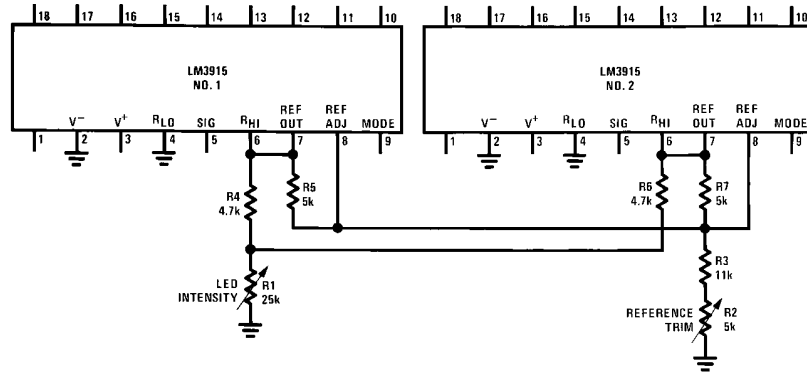 18 17 16 15 14 13 12 11 10
LM3915
NO. 1
V− V+ RLO SIG RHI REF OUT REF ADJ MODE
1 2 3 4 5 6 7 8 9
18 17 16 15 14 13 12 11 10
LM3915
NO. 2
V− V+ RLO SIG RHI REF OUT REF ADJ MODE
1 2 3 4 5 6 7 8 9
R4
4.7k
R5
5k
R6
4.7k
R7
5k
LED
INTENSITY
R1
25k
R3
11k
REFERENCE
TRIM
R2
5k